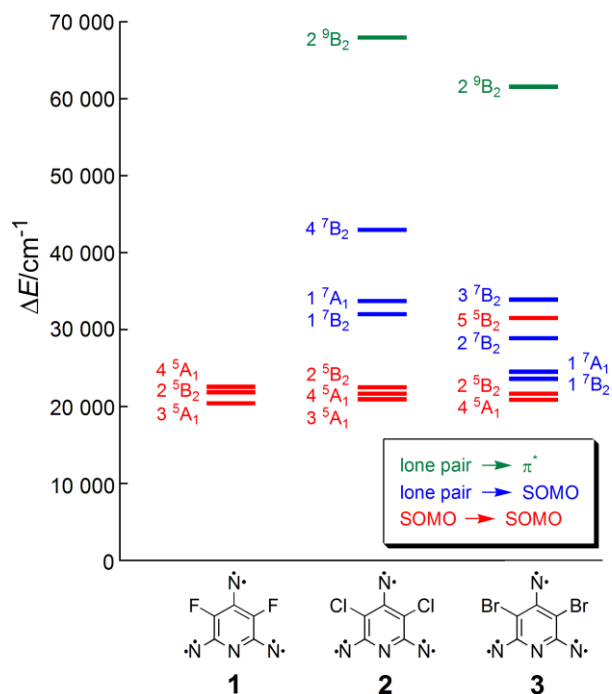 70 000
60 000
50 000
40 000
30 000
20 000
10 000
0
ΔE/cm⁻¹
4 ⁵A₁
2 ⁵B₂
3 ⁵A₁
2 ⁹B₂
4 ⁷B₂
1 ⁷A₁
1 ⁷B₂
2 ⁵B₂
4 ⁵A₁
3 ⁵A₁
2 ⁹B₂
3 ⁷B₂
5 ⁵B₂
2 ⁷B₂
1 ⁷A₁
1 ⁷B₂
2 ⁵B₂
4 ⁵A₁
lone pair → π*
lone pair → SOMO
SOMO → SOMO
N
F F
N N N
1
N
Cl Cl
N N N
2
N
Br Br
N N N
3